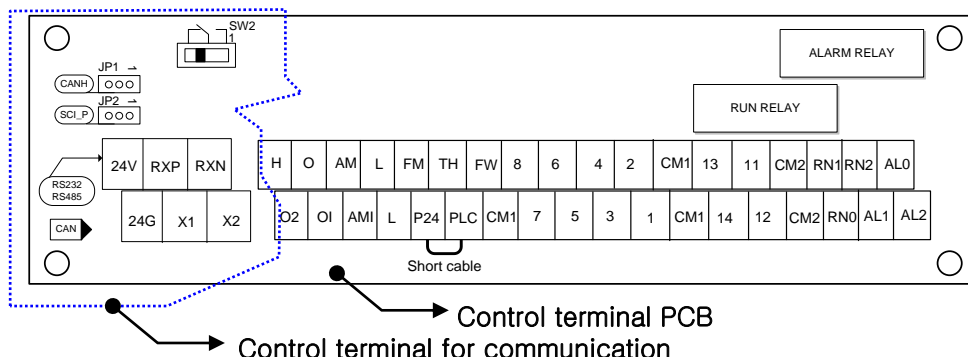 SW2
1
ALARM RELAY
JP1 1
CANH
JP2 1
SCI_P
RUN RELAY
24V RXP RXN H O AM L FM TH FW 8 6 4 2 CM1 13 11 CM2 RN1 RN2 AL0
RS232
RS485
24G X1 X2 O2 OI AMI L P24 PLC CM1 7 5 3 1 CM1 14 12 CM2 RN0 AL1 AL2
CAN
Short cable
Control terminal PCB
Control terminal for communication